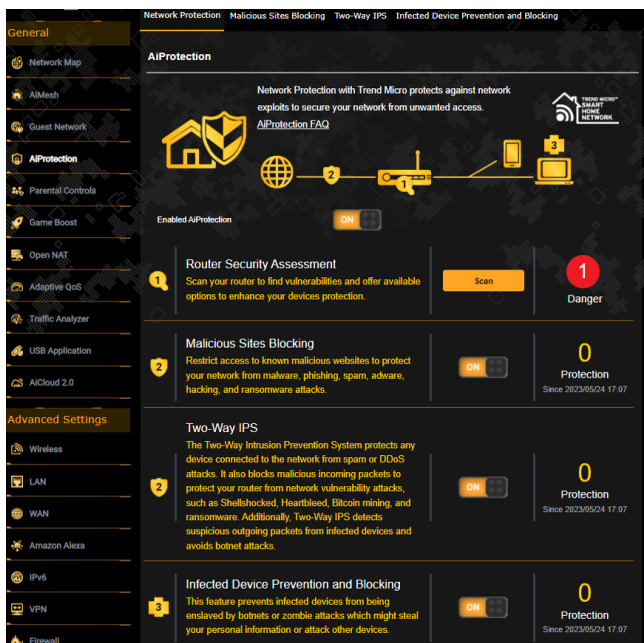 Network Protection Malicious Sites Blocking Two-Way IPS Infected Device Prevention and Blocking
General
Network Map
AiMesh
Guest Network
AiProtection
Parental Controls
Game Boost
Open NAT
Adaptive QoS
Traffic Analyzer
USB Application
AiCloud 2.0
Advanced Settings
Wireless
LAN
WAN
Amazon Alexa
IPv6
VPN
Firewall
AiProtection
Network Protection with Trend Micro protects against network
exploits to secure your network from unwanted access.
AiProtection FAQ
TREND MICRO™
SMART
HOME
NETWORK
2
1
3
Enabled AiProtection
ON
1
Router Security Assessment
Scan your router to find vulnerabilities and offer available
options to enhance your devices protection.
Scan
1
Danger
2
Malicious Sites Blocking
Restrict access to known malicious websites to protect
your network from malware, phishing, spam, adware,
hacking, and ransomware attacks.
ON
0
Protection
Since 2023/05/24 17:07
2
Two-Way IPS
The Two-Way Intrusion Prevention System protects any
device connected to the network from spam or DDoS
attacks. It also blocks malicious incoming packets to
protect your router from network vulnerability attacks,
such as Shellshocked, Heartbleed, Bitcoin mining, and
ransomware. Additionally, Two-Way IPS detects
suspicious outgoing packets from infected devices and
avoids botnet attacks.
ON
0
Protection
Since 2023/05/24 17:07
3
Infected Device Prevention and Blocking
This feature prevents infected devices from being
enslaved by botnets or zombie attacks which might steal
your personal information or attack other devices.
ON
0
Protection
Since 2023/05/24 17:07